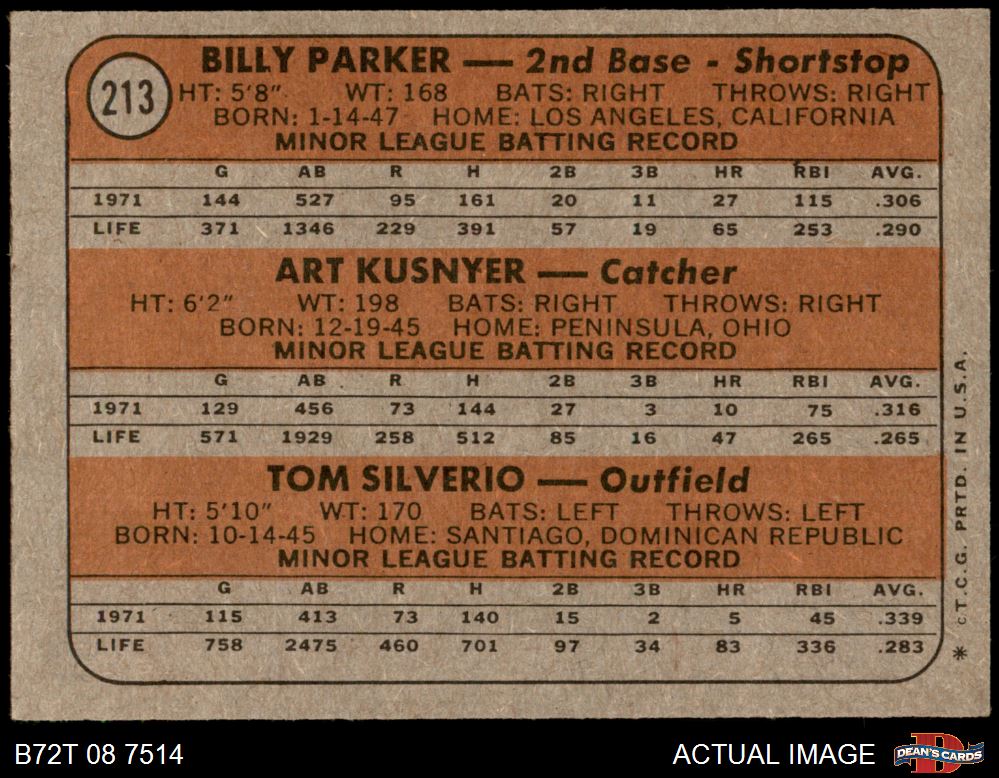 213
BILLY PARKER — 2nd Base - Shortstop
HT: 5'8" WT: 168 BATS: RIGHT THROWS: RIGHT
BORN: 1-14-47 HOME: LOS ANGELES, CALIFORNIA
MINOR LEAGUE BATTING RECORD
G AB R H 2B 3B HR RBI AVG.
1971 144 527 95 161 20 11 27 115 .306
LIFE 371 1346 229 391 57 19 65 253 .290
ART KUSNYER — Catcher
HT: 6'2" WT: 198 BATS: RIGHT THROWS: RIGHT
BORN: 12-19-45 HOME: PENINSULA, OHIO
MINOR LEAGUE BATTING RECORD
G AB R H 2B 3B HR RBI AVG.
1971 129 456 73 144 27 3 10 75 .316
LIFE 571 1929 258 512 85 16 47 265 .265
TOM SILVERIO — Outfield
HT: 5'10" WT: 170 BATS: LEFT THROWS: LEFT
BORN: 10-14-45 HOME: SANTIAGO, DOMINICAN REPUBLIC
MINOR LEAGUE BATTING RECORD
G AB R H 2B 3B HR RBI AVG.
1971 115 413 73 140 15 2 5 45 .339
LIFE 758 2475 460 701 97 34 83 336 .283
* ©T.C.G. PRTD. IN U.S.A.
B72T 08 7514 ACTUAL IMAGE
DEAN'S CARDS